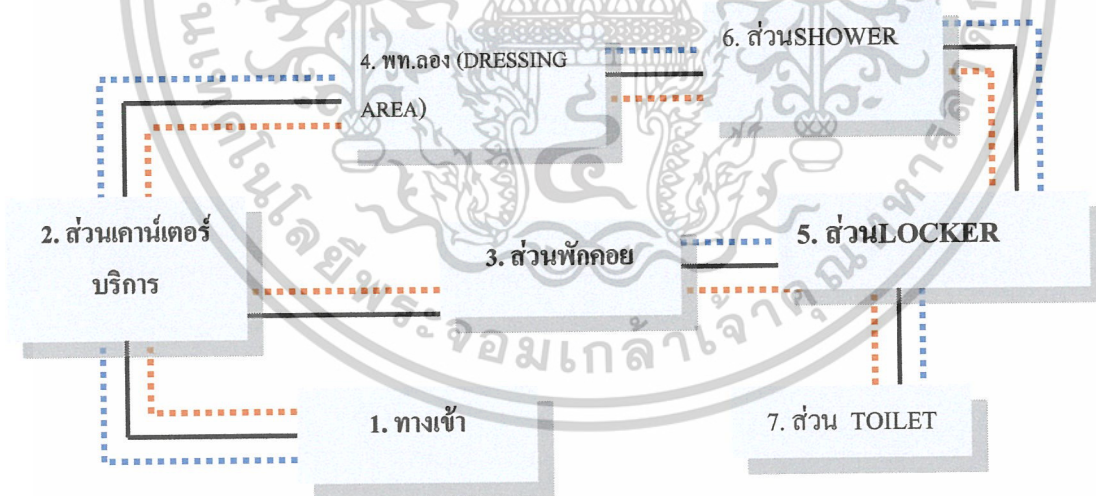 4. พท.ลอง (DRESSING
AREA)
6. ส่วนSHOWER
2. ส่วนเคาน์เตอร์
บริการ
3. ส่วนพักคอย
5. ส่วนLOCKER
1. ทางเข้า
7. ส่วน TOILET